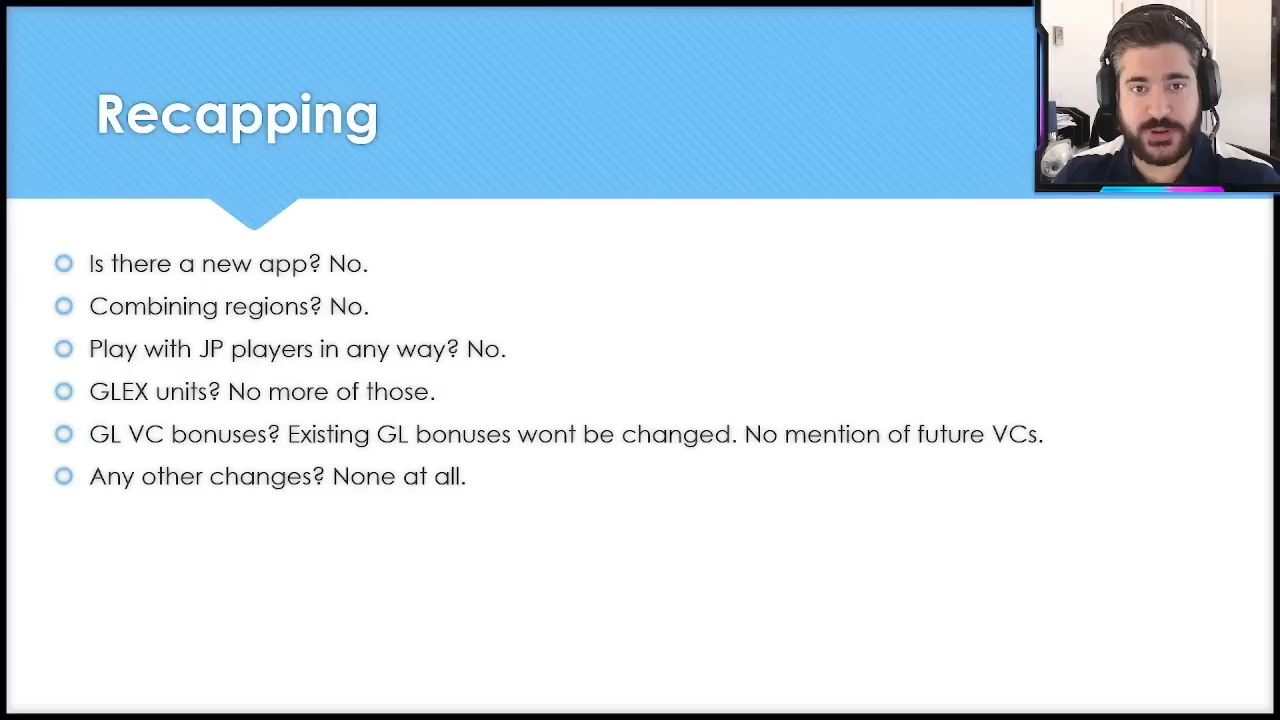 Recapping
Is there a new app? No.
Combining regions? No.
Play with JP players in any way? No.
GLEX units? No more of those.
GL VC bonuses? Existing GL bonuses wont be changed. No mention of future VCs.
Any other changes? None at all.